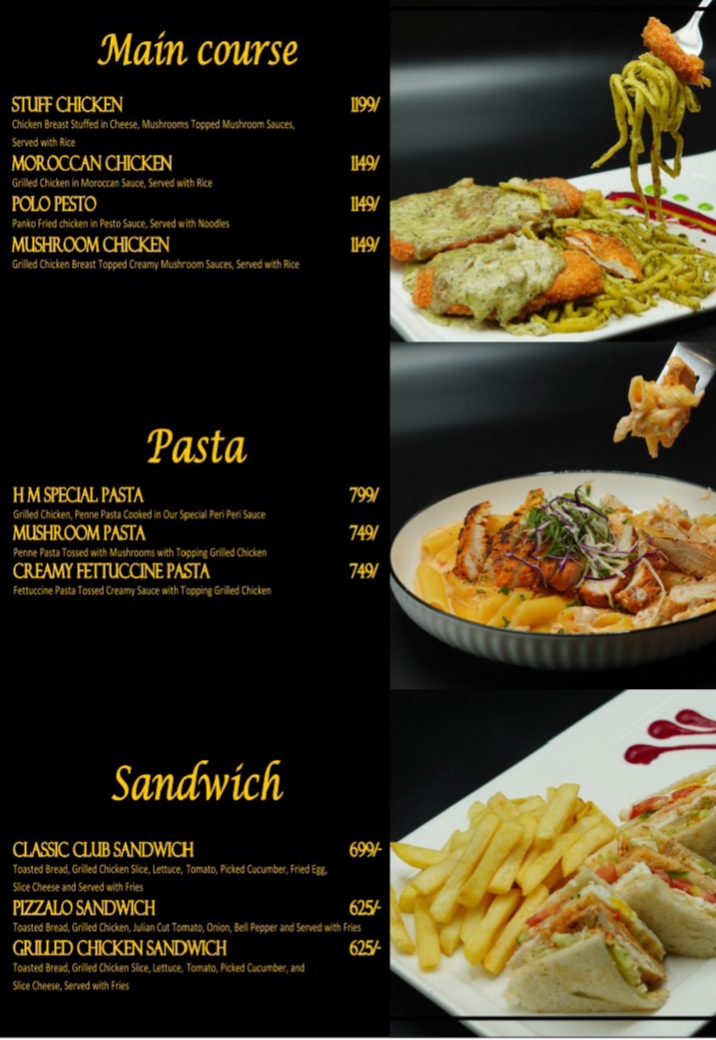 Main course
STUFF CHICKEN 1199/
Chicken Breast Stuffed in Cheese, Mushrooms Topped Mushroom Sauces,
Served with Rice
MOROCCAN CHICKEN 1149/
Grilled Chicken in Moroccan Sauce, Served with Rice
POLO PESTO 1149/
Panko Fried chicken in Pesto Sauce, Served with Noodles
MUSHROOM CHICKEN 1149/
Grilled Chicken Breast Topped Creamy Mushroom Sauces, Served with Rice
Pasta
H M SPECIAL PASTA 799/
Grilled Chicken, Penne Pasta Cooked in Our Special Peri Peri Sauce
MUSHROOM PASTA 749/
Penne Pasta Tossed with Mushrooms with Topping Grilled Chicken
CREAMY FETTUCCINE PASTA 749/
Fettuccine Pasta Tossed Creamy Sauce with Topping Grilled Chicken
Sandwich
CLASSIC CLUB SANDWICH 699/-
Toasted Bread, Grilled Chicken Slice, Lettuce, Tomato, Picked Cucumber, Fried Egg,
Slice Cheese and Served with Fries
PIZZALO SANDWICH 625/-
Toasted Bread, Grilled Chicken, Julian Cut Tomato, Onion, Bell Pepper and Served with Fries
GRILLED CHICKEN SANDWICH 625/-
Toasted Bread, Grilled Chicken Slice, Lettuce, Tomato, Picked Cucumber, and
Slice Cheese, Served with Fries